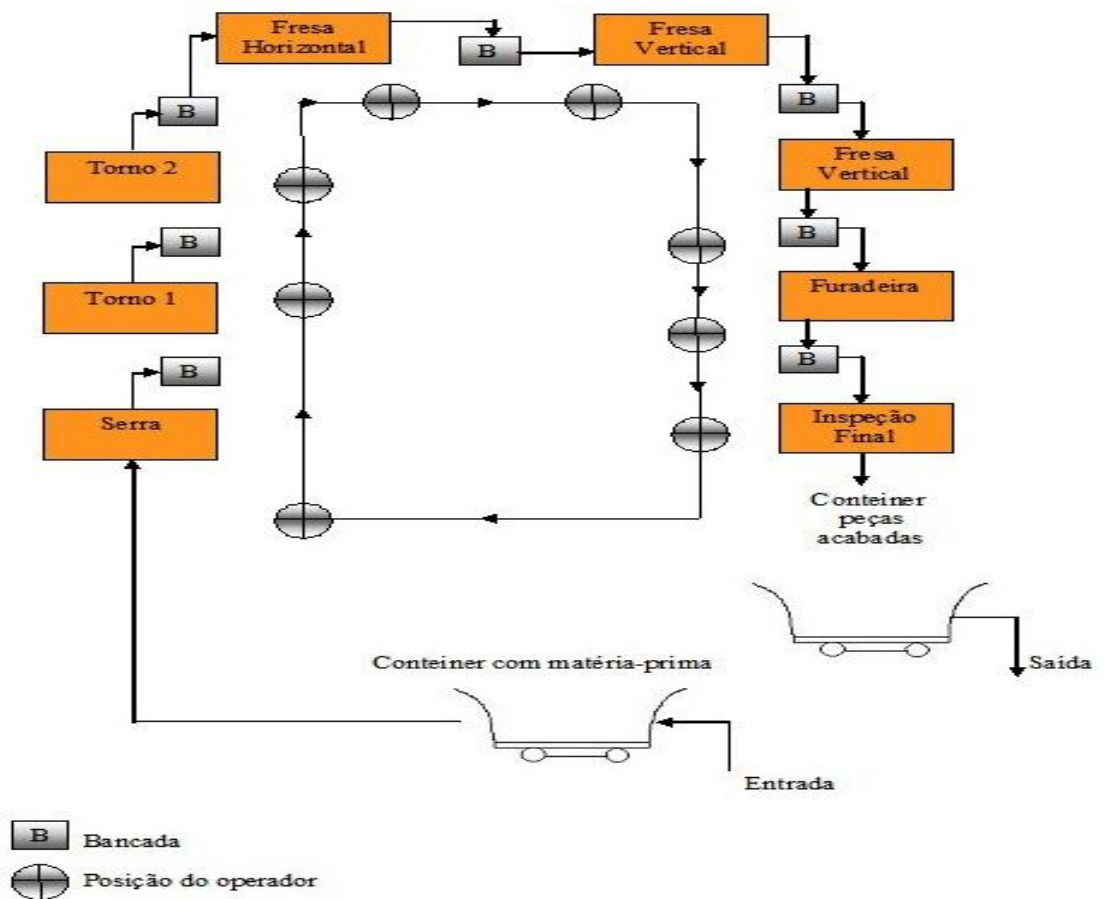 Fresa
Horizontal
B
Fresa
Vertical
B
B
Torno 2
Fresa
Vertical
B
B
Torno 1
Furadeira
B
B
Serra
Inspeção
Final
Conteiner
peças
acabadas
Conteiner com matéria-prima
Saída
Entrada
B Bancada
Posição do operador